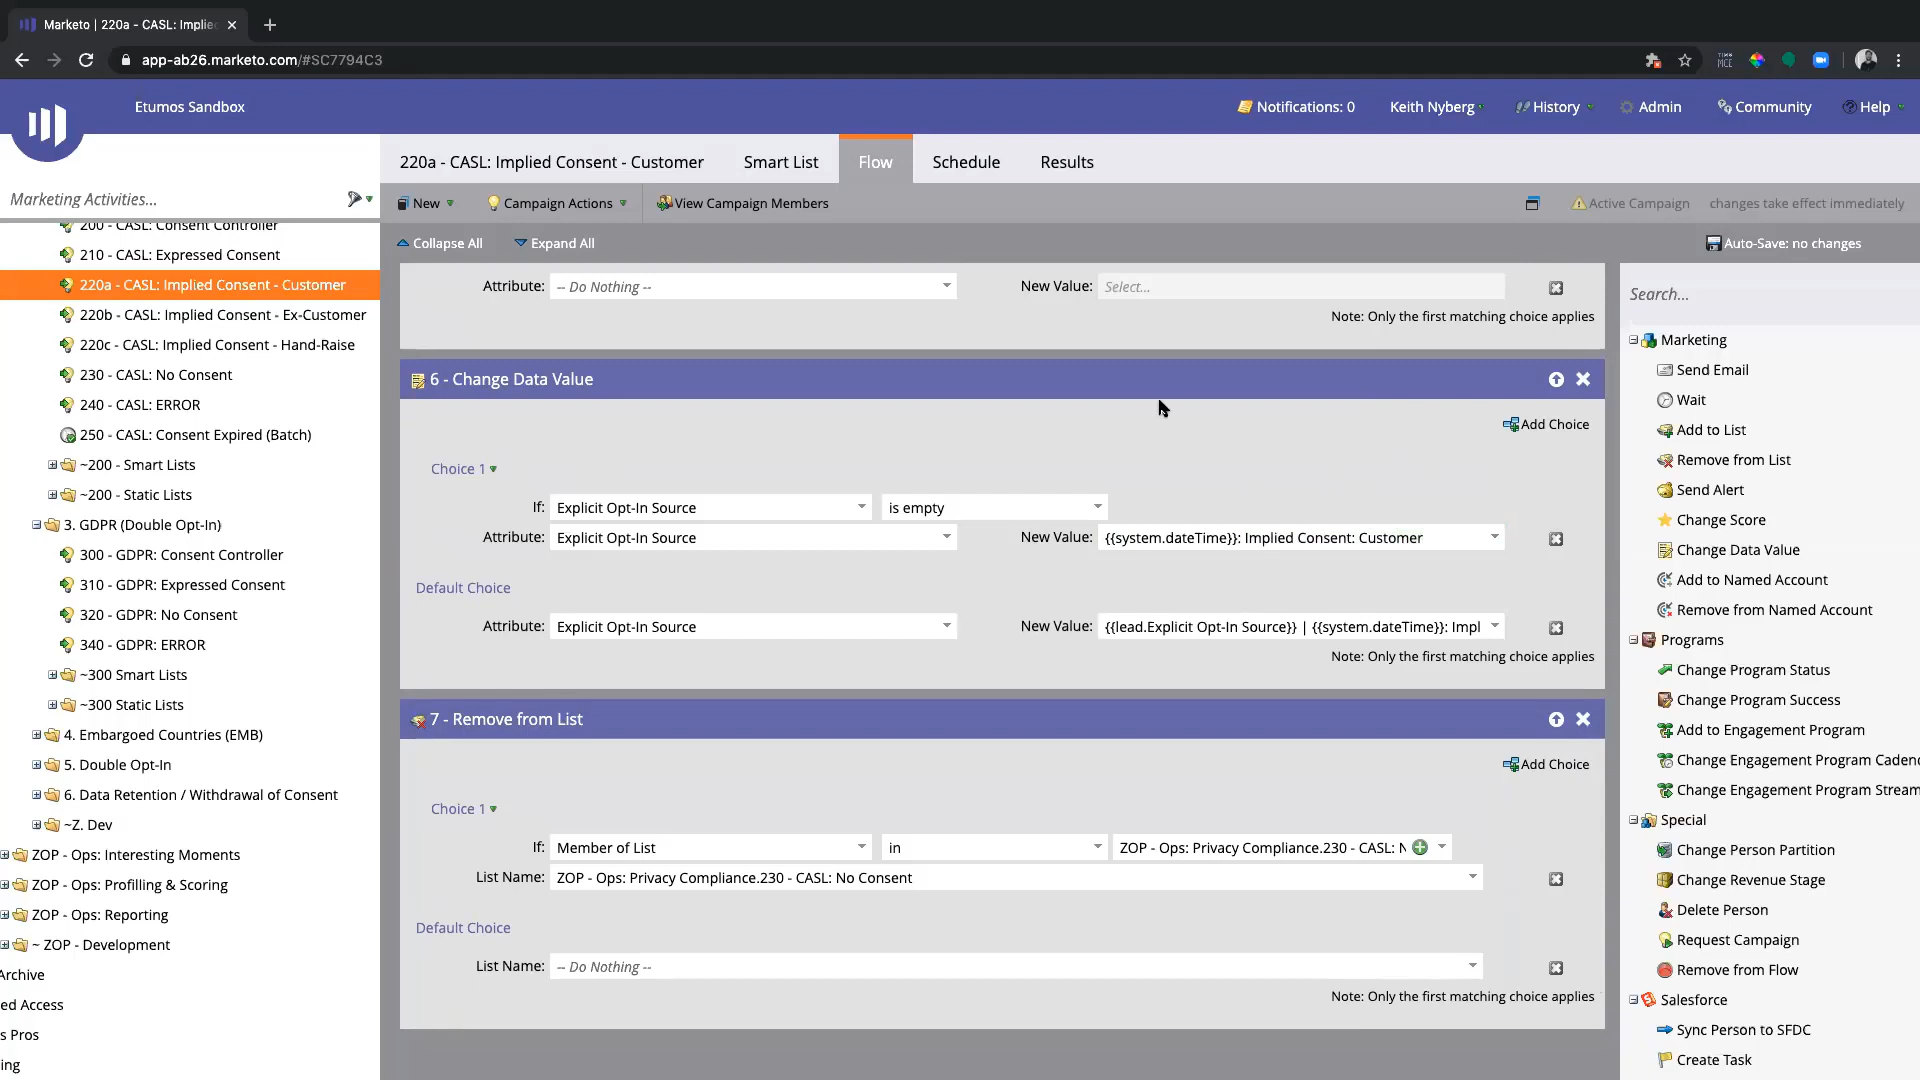 Marketo | 220a - CASL: Implie
app-ab26.marketo.com/#SC7794C3
Etumos Sandbox
Notifications: 0
Keith Nyberg
History
Admin
Community
Help
Marketing Activities...
220a - CASL: Implied Consent - Customer
Smart List
Flow
Schedule
Results
New
Campaign Actions
View Campaign Members
Active Campaign
changes take effect immediately
Collapse All
Expand All
Auto-Save: no changes
200 - CASL: Consent Controller
210 - CASL: Expressed Consent
220a - CASL: Implied Consent - Customer
220b - CASL: Implied Consent - Ex-Customer
220c - CASL: Implied Consent - Hand-Raise
230 - CASL: No Consent
240 - CASL: ERROR
250 - CASL: Consent Expired (Batch)
~200 - Smart Lists
~200 - Static Lists
3. GDPR (Double Opt-In)
300 - GDPR: Consent Controller
310 - GDPR: Expressed Consent
320 - GDPR: No Consent
340 - GDPR: ERROR
~300 Smart Lists
~300 Static Lists
4. Embargoed Countries (EMB)
5. Double Opt-In
6. Data Retention / Withdrawal of Consent
~Z. Dev
ZOP - Ops: Interesting Moments
ZOP - Ops: Profilling & Scoring
ZOP - Ops: Reporting
~ ZOP - Development
Archive
ed Access
s Pros
ing
Attribute: -- Do Nothing -- New Value: Select...
Note: Only the first matching choice applies
6 - Change Data Value
Add Choice
Choice 1
If: Explicit Opt-In Source is empty
Attribute: Explicit Opt-In Source New Value: {{system.dateTime}}: Implied Consent: Customer
Default Choice
Attribute: Explicit Opt-In Source New Value: {{lead.Explicit Opt-In Source}} | {{system.dateTime}}: Impl
Note: Only the first matching choice applies
7 - Remove from List
Add Choice
Choice 1
If: Member of List in ZOP - Ops: Privacy Compliance.230 - CASL: N
List Name: ZOP - Ops: Privacy Compliance.230 - CASL: No Consent
Default Choice
List Name: -- Do Nothing --
Note: Only the first matching choice applies
Search...
Marketing
Send Email
Wait
Add to List
Remove from List
Send Alert
Change Score
Change Data Value
Add to Named Account
Remove from Named Account
Programs
Change Program Status
Change Program Success
Add to Engagement Program
Change Engagement Program Cadenc
Change Engagement Program Stream
Special
Change Person Partition
Change Revenue Stage
Delete Person
Request Campaign
Remove from Flow
Salesforce
Sync Person to SFDC
Create Task